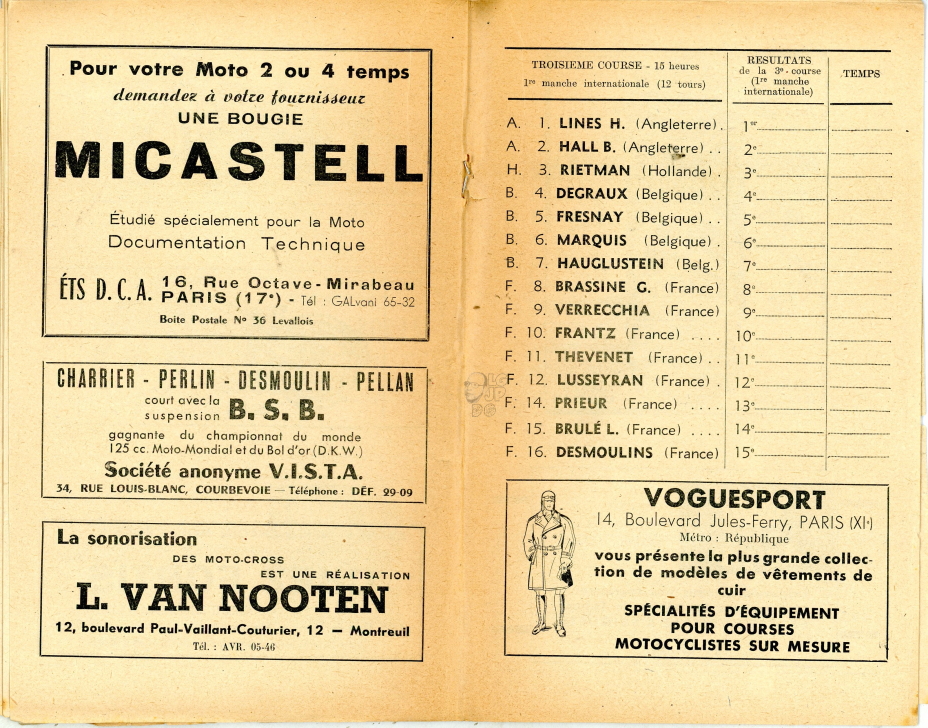 Pour votre Moto 2 ou 4 temps
demandez à votre fournisseur
UNE BOUGIE
MICASTELL
Étudié spécialement pour la Moto
Documentation Technique
ÉTS D.C.A. 16, Rue Octave-Mirabeau
PARIS (17e) - Tél : GALvani 65-32
Boite Postale No 36 Levallois
CHARRIER - PERLIN - DESMOULIN - PELLAN
court avec la
suspension B. S. B.
gagnante du championnat du monde
125 cc. Moto-Mondial et du Bol d'or (D.K.W.)
Société anonyme V.I.S.T.A.
34, RUE LOUIS-BLANC, COURBEVOIE — Téléphone : DÉF. 29-09
La sonorisation
DES MOTO-CROSS
EST UNE RÉALISATION
L. VAN NOOTEN
12, boulevard Paul-Vaillant-Couturier, 12 — Montreuil
Tél. : AVR. 05-46
TROISIEME COURSE - 15 heures
1re manche internationale (12 tours)
RESULTATS
de la 3e course
(1re manche
internationale)
TEMPS
A. 1. LINES H. (Angleterre) . 1er
A. 2. HALL B. (Angleterre) . . 2e
H. 3. RIETMAN (Hollande) . 3e
B. 4. DEGRAUX (Belgique) . . 4e
B. 5. FRESNAY (Belgique) . . 5e
B. 6. MARQUIS (Belgique) . 6e
B. 7. HAUGLUSTEIN (Belg.) 7e
F. 8. BRASSINE G. (France) 8e
F. 9. VERRECCHIA (France) 9e
F. 10. FRANTZ (France) . . . . 10e
F. 11. THEVENET (France) . . 11e
F. 12. LUSSEYRAN (France) . 12e
F. 14. PRIEUR (France) . . . . 13e
F. 15. BRULÉ L. (France) . . . . 14e
F. 16. DESMOULINS (France) 15e
VOGUESPORT
14, Boulevard Jules-Ferry, PARIS (XIe)
Métro : République
vous présente la plus grande collec-
tion de modèles de vêtements de
cuir
SPÉCIALITÉS D'ÉQUIPEMENT
POUR COURSES
MOTOCYCLISTES SUR MESURE